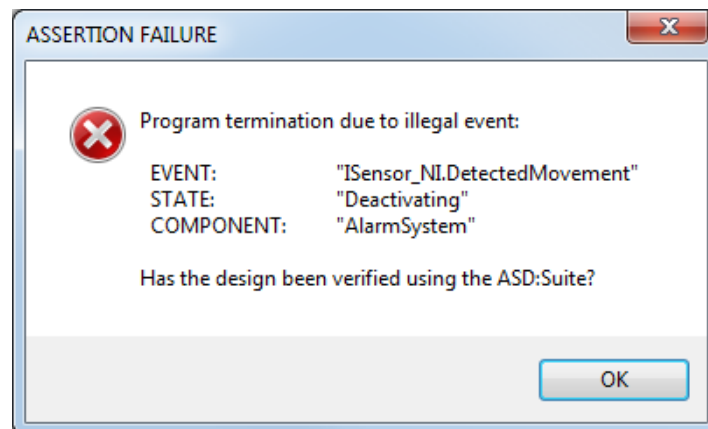 ASSERTION FAILURE
Program termination due to illegal event:
EVENT: "ISensor_NI.DetectedMovement"
STATE: "Deactivating"
COMPONENT: "AlarmSystem"
Has the design been verified using the ASD:Suite?
OK